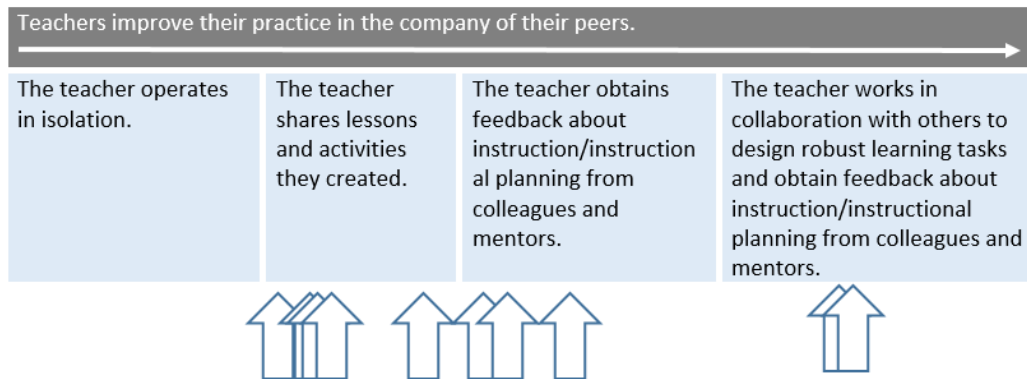 Teachers improve their practice in the company of their peers.
The teacher operates
in isolation.
The teacher
shares lessons
and activities
they created.
The teacher obtains
feedback about
instruction/instruction
al planning from
colleagues and
mentors.
The teacher works in
collaboration with others to
design robust learning tasks
and obtain feedback about
instruction/instructional
planning from colleagues and
mentors.